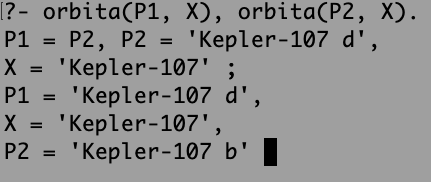 ?- orbita(P1, X), orbita(P2, X).
P1 = P2, P2 = 'Kepler-107 d',
X = 'Kepler-107' ;
P1 = 'Kepler-107 d',
X = 'Kepler-107',
P2 = 'Kepler-107 b'